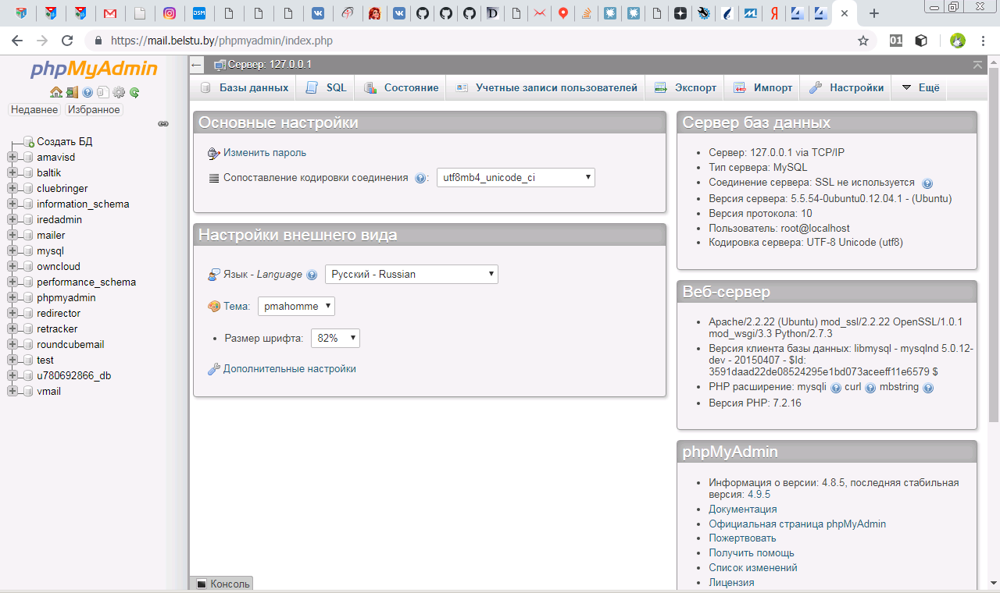 DSM
D
Я
https://mail.belstu.by/phpmyadmin/index.php
01
phpMyAdmin
Недавнее Избранное
Создать БД
amavisd
baltik
cluebringer
information_schema
iredadmin
mailer
mysql
owncloud
performance_schema
phpmyadmin
redirector
retracker
roundcubemail
test
u780692866_db
vmail
Сервер: 127.0.0.1
Базы данных SQL Состояние Учетные записи пользователей Экспорт Импорт Настройки Ещё
Основные настройки
Изменить пароль
Сопоставление кодировки соединения : utf8mb4_unicode_ci
Настройки внешнего вида
Язык - Language Русский - Russian
Тема: pmahomme
Размер шрифта: 82%
Дополнительные настройки
Сервер баз данных
Сервер: 127.0.0.1 via TCP/IP
Тип сервера: MySQL
Соединение сервера: SSL не используется
Версия сервера: 5.5.54-0ubuntu0.12.04.1 - (Ubuntu)
Версия протокола: 10
Пользователь: root@localhost
Кодировка сервера: UTF-8 Unicode (utf8)
Веб-сервер
Apache/2.2.22 (Ubuntu) mod_ssl/2.2.22 OpenSSL/1.0.1
mod_wsgi/3.3 Python/2.7.3
Версия клиента базы данных: libmysql - mysqlnd 5.0.12-
dev - 20150407 - $Id:
3591daad22de08524295e1bd073aceeff11e6579 $
PHP расширение: mysqli curl mbstring
Версия PHP: 7.2.16
phpMyAdmin
Информация о версии: 4.8.5, последняя стабильная
версия: 4.9.5
Документация
Официальная страница phpMyAdmin
Пожертвовать
Получить помощь
Список изменений
Лицензия
Консоль